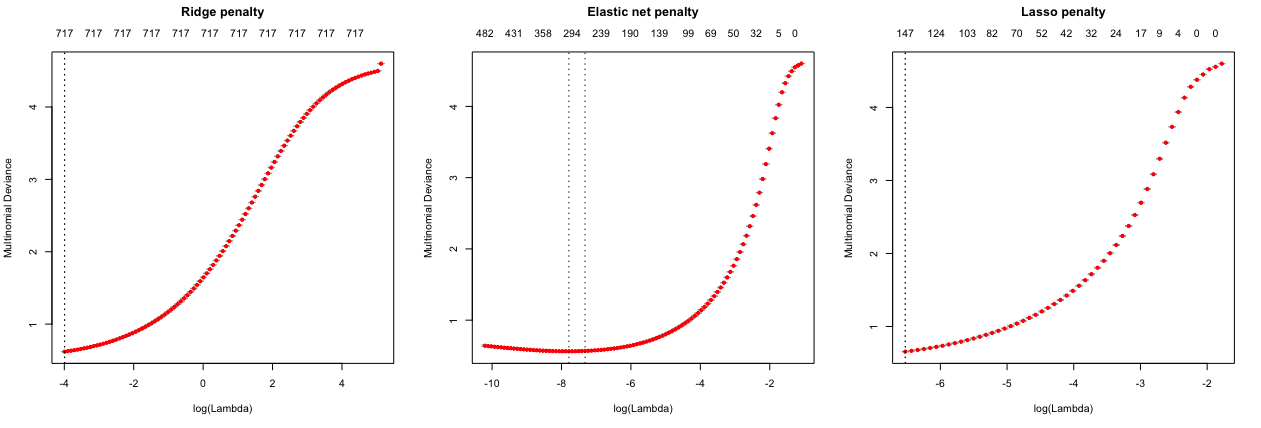 Ridge penalty
717 717 717 717 717 717 717 717 717 717 717
Multinomial Deviance
4
3
2
1
-4 -2 0 2 4
log(Lambda)
Elastic net penalty
482 431 358 294 239 190 139 99 69 50 32 5 0
Multinomial Deviance
4
3
2
1
-10 -8 -6 -4 -2
log(Lambda)
Lasso penalty
147 124 103 82 70 52 42 32 24 17 9 4 0 0
Multinomial Deviance
4
3
2
1
-6 -5 -4 -3 -2
log(Lambda)